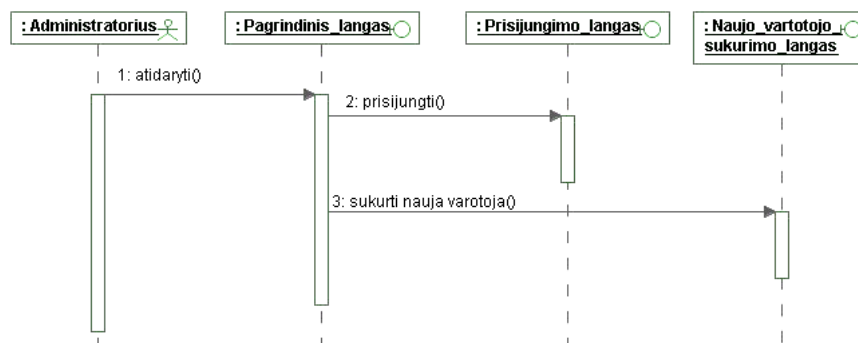 : Administratorius
: Pagrindinis_langas
: Prisijungimo_langas
: Naujo_vartotojo_
sukurimo_langas
1: atidaryti()
2: prisijungti()
3: sukurti nauja varotoja()